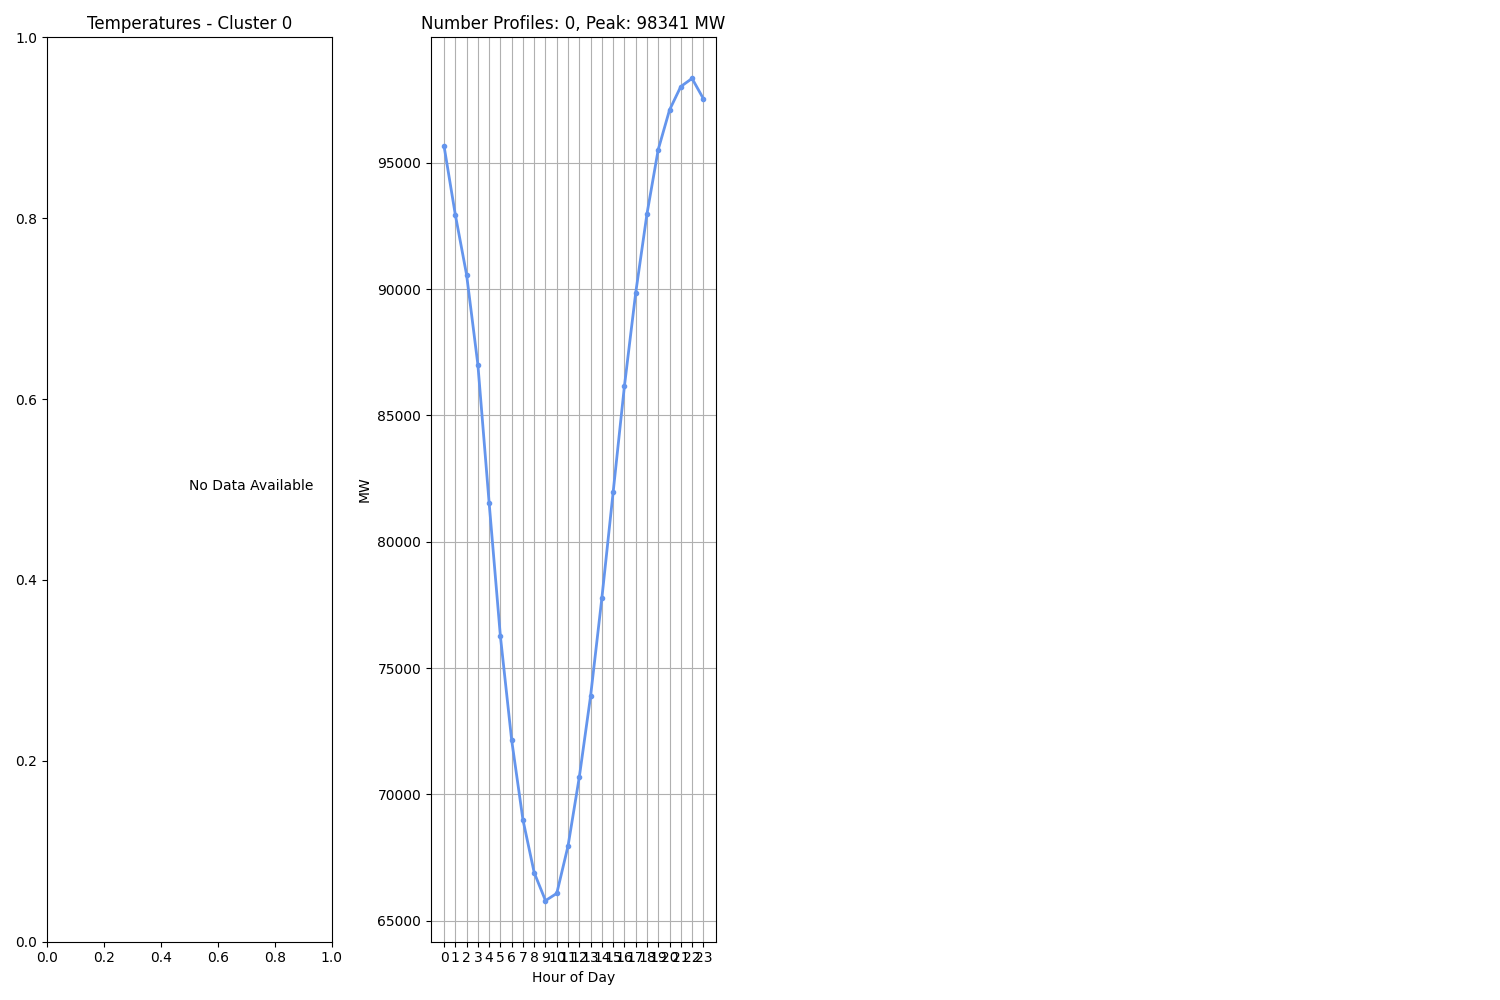 Temperatures - Cluster 0
1.0
0.8
0.6
0.4
0.2
0.0
No Data Available
0.0 0.2 0.4 0.6 0.8 1.0
Number Profiles: 0, Peak: 98341 MW
MW
95000
90000
85000
80000
75000
70000
65000
0 1 2 3 4 5 6 7 8 9 10 11 12 13 14 15 16 17 18 19 20 21 22 23
Hour of Day